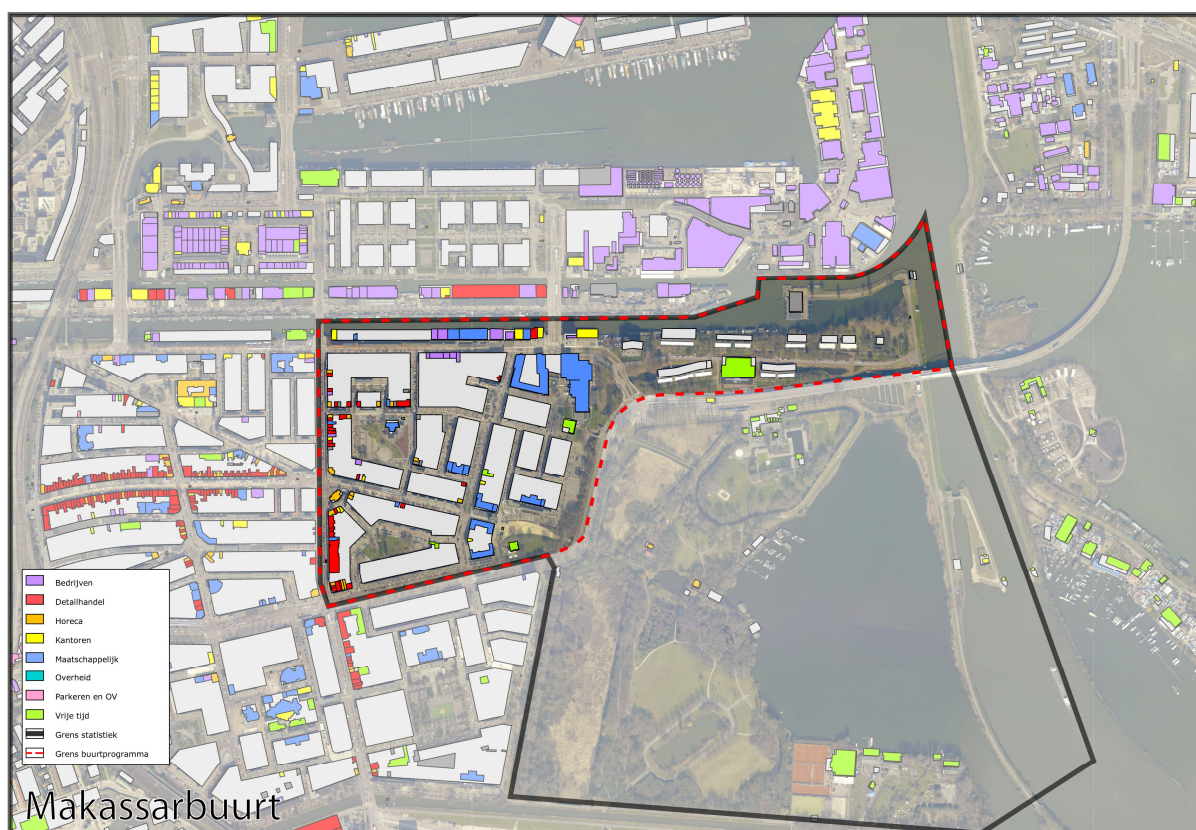 Bedrijven
Detailhandel
Horeca
Kantoren
Maatschappelijk
Overheid
Parkeren en OV
Vrije tijd
Grens statistiek
Grens buurtprogramma
Makassarbuurt